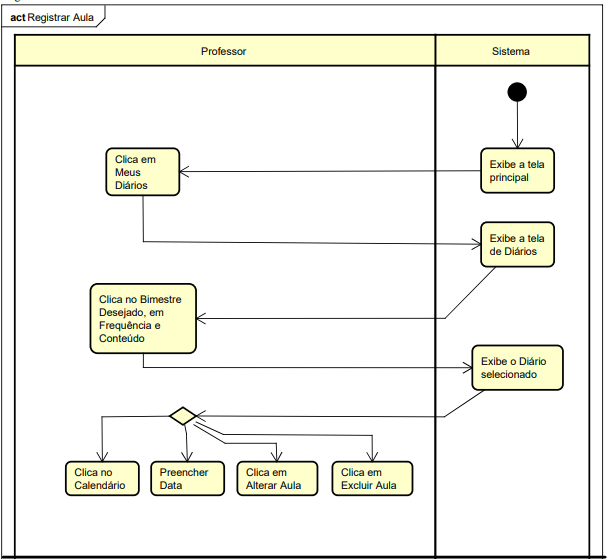 act Registrar Aula
Professor
Sistema
Exibe a tela
principal
Clica em
Meus
Diários
Exibe a tela
de Diários
Clica no Bimestre
Desejado, em
Frequência e
Conteúdo
Exibe o Diário
selecionado
Clica no
Calendário
Preencher
Data
Clica em
Alterar Aula
Clica em
Excluir Aula